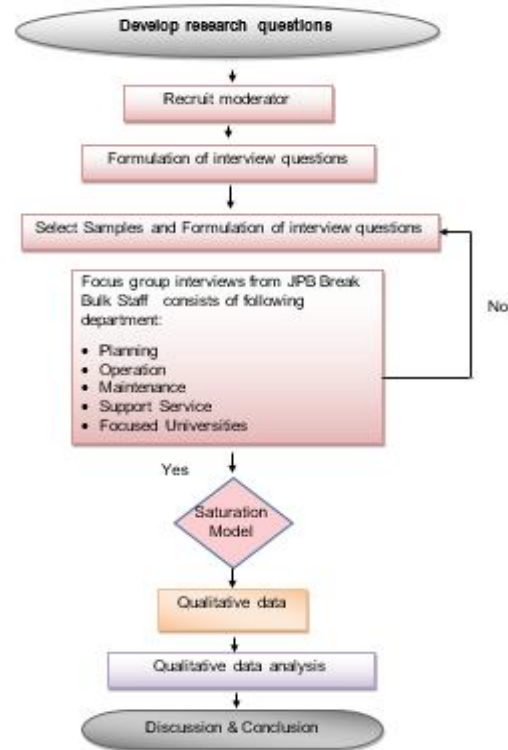 Develop research questions
Recruit moderator
Formulation of interview questions
Select Samples and Formulation of interview questions
Focus group interviews from JPB Break
Bulk Staff consists of following
department:
• Planning
• Operation
• Maintenance
• Support Service
• Focused Universities
No
Yes
Saturation
Model
Qualitative data
Qualitative data analysis
Discussion & Conclusion